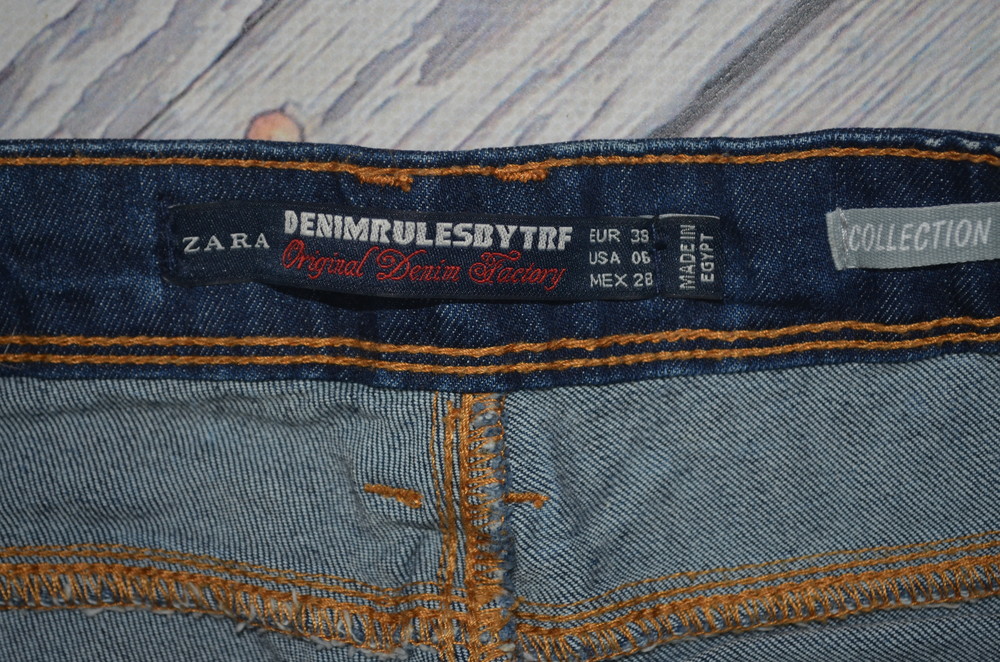 ZARA
DENIMRULESBYTRF
Original Denim Factory
EUR 38
USA 06
MEX 28
MADE IN
EGYPT
COLLECTION